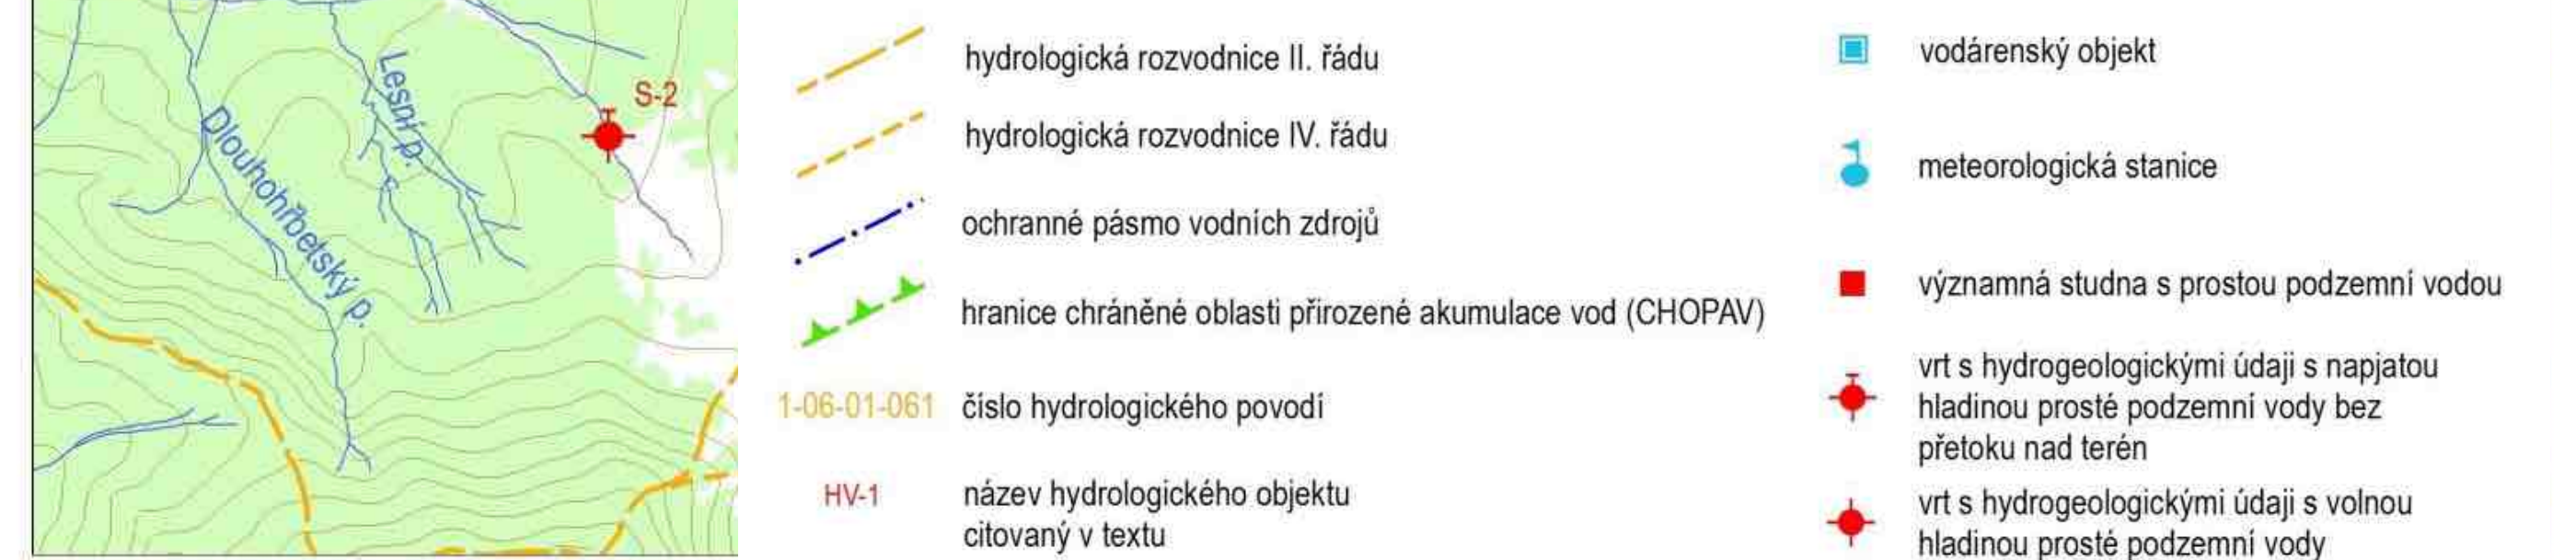 Lesní p.
S-2
Dlouhohřbetský p.
hydrologická rozvodnice II. řádu
hydrologická rozvodnice IV. řádu
ochranné pásmo vodních zdrojů
hranice chráněné oblasti přirozené akumulace vod (CHOPAV)
1-06-01-061 číslo hydrologického povodí
HV-1 název hydrologického objektu
citovaný v textu
vodárenský objekt
meteorologická stanice
významná studna s prostou podzemní vodou
vrt s hydrogeologickými údaji s napjatou
hladinou prosté podzemní vody bez
přetoku nad terén
vrt s hydrogeologickými údaji s volnou
hladinou prosté podzemní vody